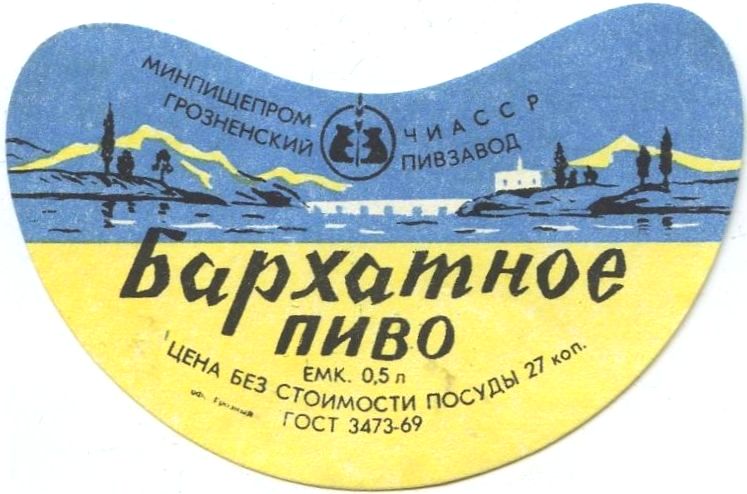 МИНПИЩЕПРОМ ЧИАССР
ГРОЗНЕНСКИЙ ПИВЗАВОД
Бархатное
ПИВО
ЕМК. 0,5 л
ЦЕНА БЕЗ СТОИМОСТИ ПОСУДЫ 27 коп.
ГОСТ 3473-69